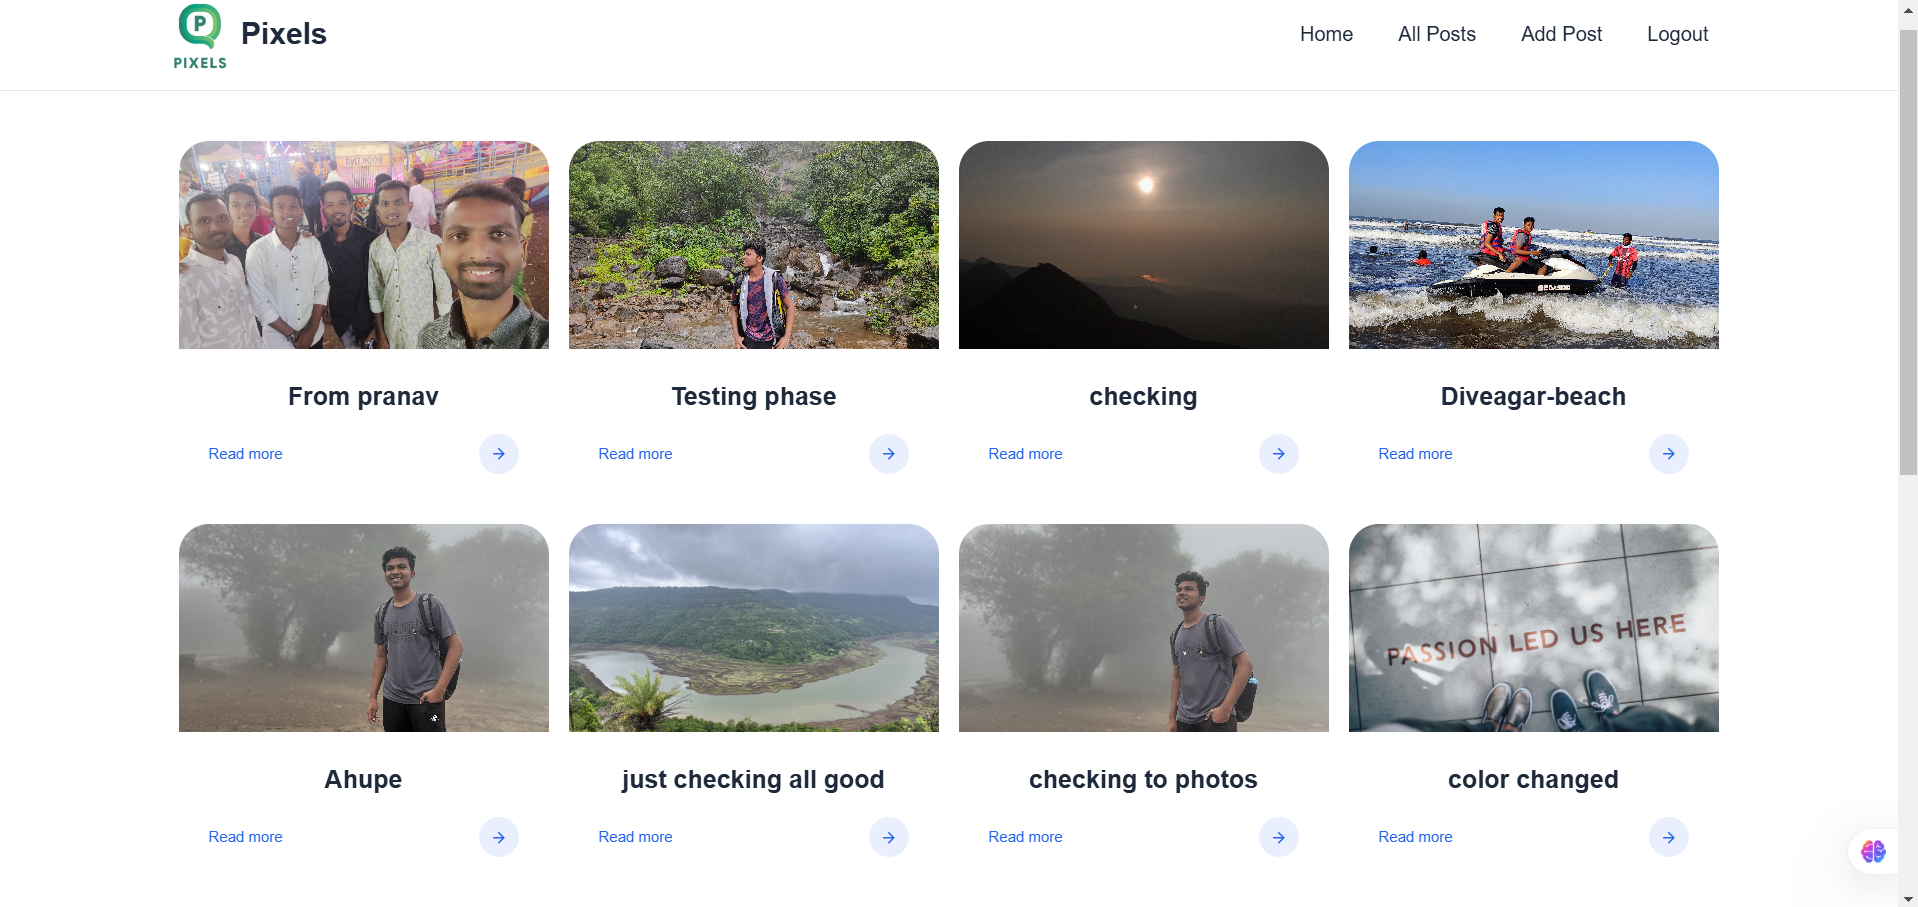 P
PIXELS
Pixels
Home
All Posts
Add Post
Logout
BOOKING
From pranav
Testing phase
checking
Diveagar-beach
Read more
Read more
Read more
Read more
PASSION LED US HERE
Ahupe
just checking all good
checking to photos
color changed
Read more
Read more
Read more
Read more